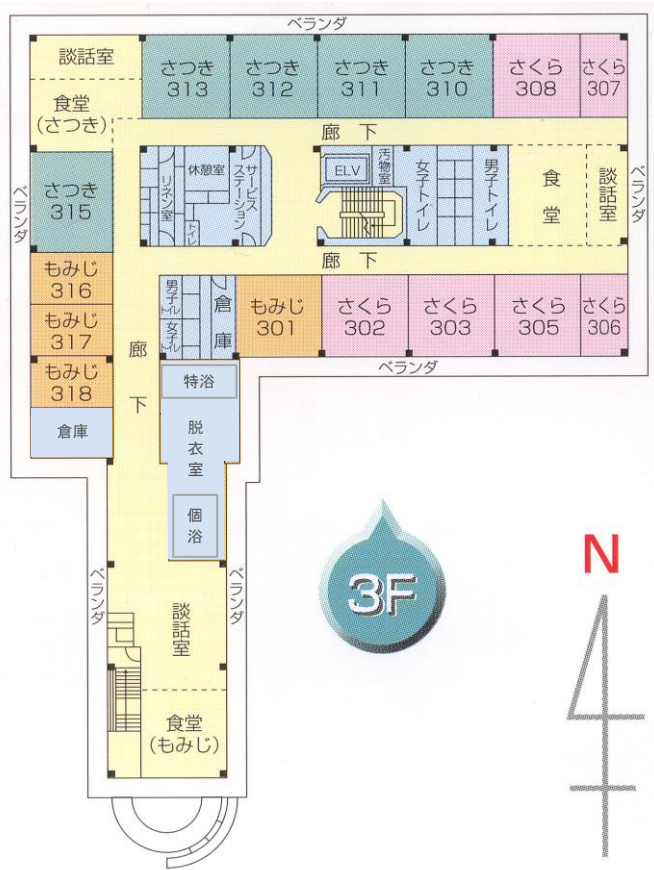 ベランダ
談話室
さつき
313
さつき
312
さつき
311
さつき
310
さくら
308
さくら
307
食堂
(さつき)
廊下
さつき
315
リネン室
休憩室
トイレ
サービス
ステーション
ELV
汚物室
女子トイレ
男子トイレ
食堂
談話室
ベランダ
ベランダ
廊下
もみじ
316
もみじ
317
もみじ
318
倉庫
廊下
男子
トイレ
女子
トイレ
倉庫
もみじ
301
さくら
302
さくら
303
さくら
305
さくら
306
ベランダ
特浴
脱衣室
個浴
ベランダ
ベランダ
談話室
食堂
(もみじ)
3F
N